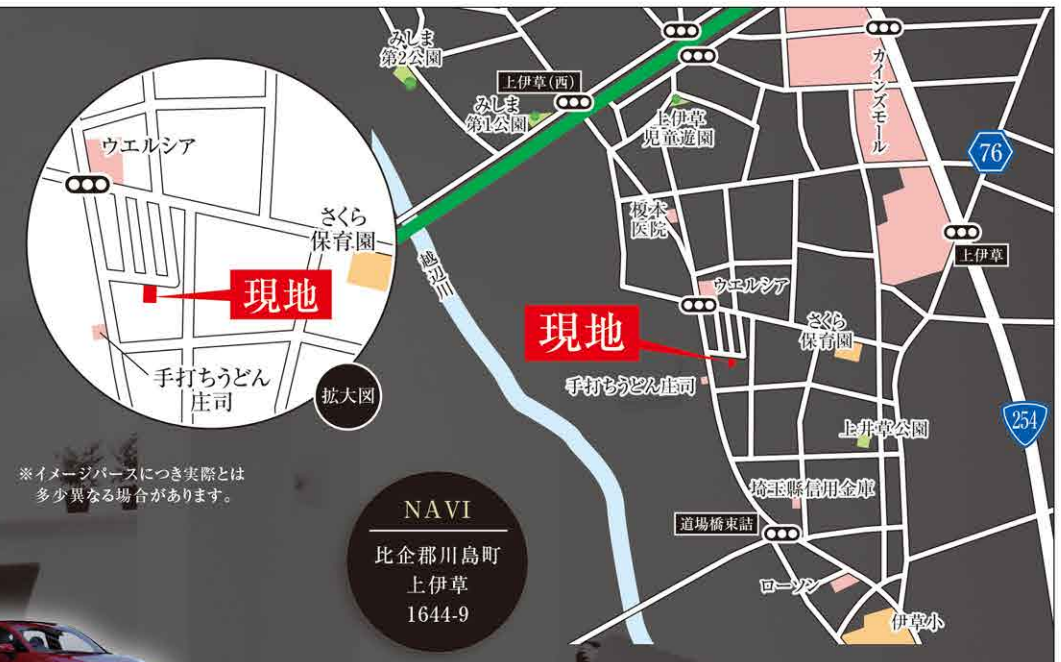 みしま
第2公園
上伊草(西)
みしま
第1公園
上伊草
児童遊園
カインズモール
76
榎本
医院
上伊草
越辺川
ウエルシア
さくら
保育園
現地
手打ちうどん庄司
254
上井草公園
埼玉縣信用金庫
道場橋東詰
ローソン
伊草小
ウエルシア
さくら
保育園
現地
手打ちうどん
庄司
拡大図
※イメージパースにつき実際とは
多少異なる場合があります。
NAVI
比企郡川島町
上伊草
1644-9